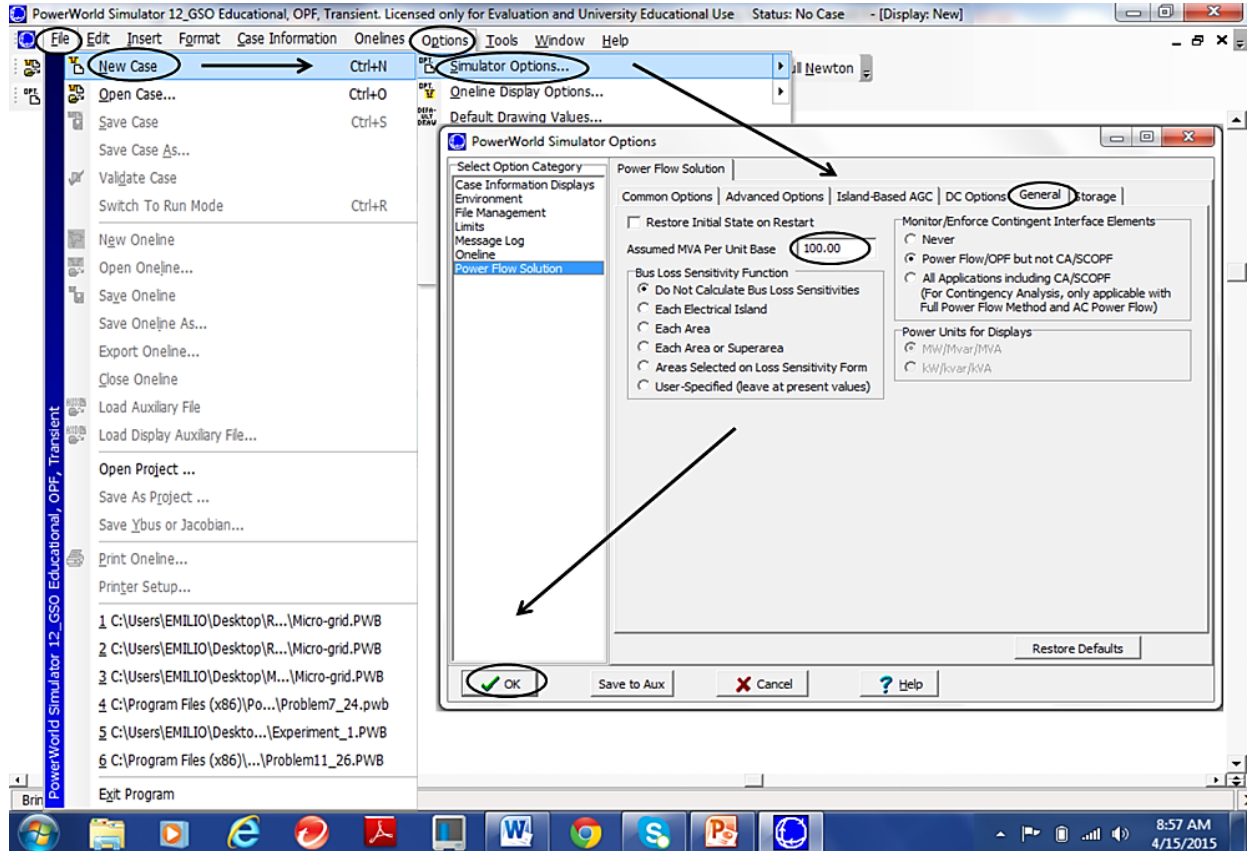 PowerWorld Simulator 12_GSO Educational, OPF, Transient. Licensed only for Evaluation and University Educational Use Status: No Case - [Display: New]
File Edit Insert Format Case Information Onelines Options Tools Window Help
New Case Ctrl+N
Open Case... Ctrl+O
Save Case Ctrl+S
Save Case As...
Validate Case
Switch To Run Mode Ctrl+R
New Oneline
Open Oneline...
Save Oneline
Save Oneline As...
Export Oneline...
Close Oneline
Load Auxiliary File
Load Display Auxiliary File...
Open Project ...
Save As Project ...
Save Ybus or Jacobian...
Print Oneline...
Printer Setup...
1 C:\Users\EMILIO\Desktop\R...\Micro-grid.PWB
2 C:\Users\EMILIO\Desktop\R...\Micro-grid.PWB
3 C:\Users\EMILIO\Desktop\M...\Micro-grid.PWB
4 C:\Program Files (x86)\Po...\Problem7_24.pwb
5 C:\Users\EMILIO\Deskto...\Experiment_1.PWB
6 C:\Program Files (x86)\...\Problem11_26.PWB
Exit Program
PowerWorld Simulator 12_GSO Educational, OPF, Transient
Simulator Options...
Oneline Display Options...
Default Drawing Values...
Newton
PowerWorld Simulator Options
Select Option Category
Case Information Displays
Environment
File Management
Limits
Message Log
Oneline
Power Flow Solution
Power Flow Solution
Common Options Advanced Options Island-Based AGC DC Options General Storage
Restore Initial State on Restart
Assumed MVA Per Unit Base 100.00
Bus Loss Sensitivity Function
Do Not Calculate Bus Loss Sensitivities
Each Electrical Island
Each Area
Each Area or Superarea
Areas Selected on Loss Sensitivity Form
User-Specified (leave at present values)
Monitor/Enforce Contingent Interface Elements
Never
Power Flow/OPF but not CA/SCOPF
All Applications including CA/SCOPF
(For Contingency Analysis, only applicable with
Full Power Flow Method and AC Power Flow)
Power Units for Displays
MW/Mvar/MVA
kW/kvar/kVA
Restore Defaults
OK Save to Aux Cancel ? Help
Brin
8:57 AM
4/15/2015